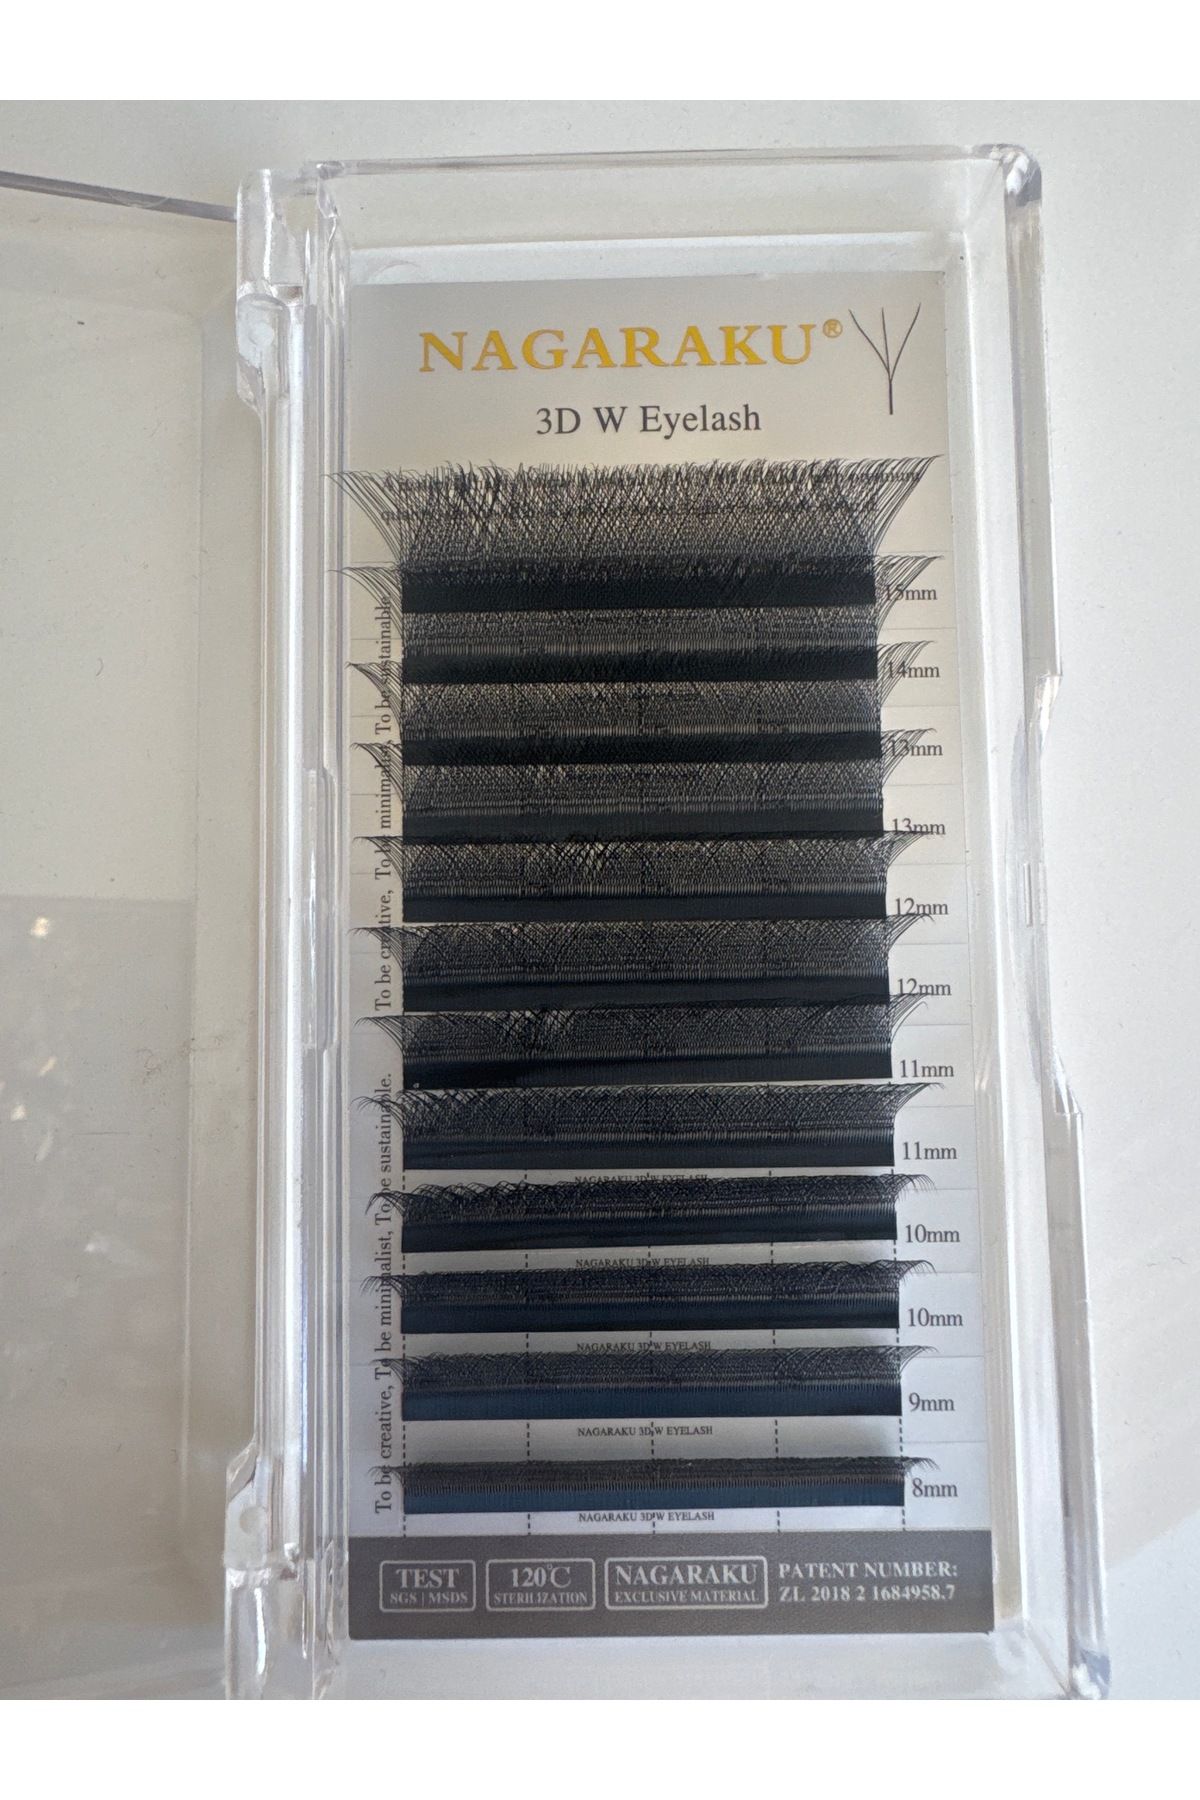 NAGARAKU®
3D W Eyelash
15mm
14mm
13mm
13mm
12mm
12mm
11mm
11mm
NAGARAKU 3D W EYELASH
10mm
NAGARAKU 3D W EYELASH
10mm
NAGARAKU 3D W EYELASH
9mm
NAGARAKU 3D W EYELASH
8mm
NAGARAKU 3D W EYELASH
To be creative, To be minimalist, To be sustainable.
To be creative, To be minimalist, To be sustainable
TEST
SGS | MSDS
120℃
STERILIZATION
NAGARAKU
EXCLUSIVE MATERIAL
PATENT NUMBER:
ZL 2018 2 1684958.7